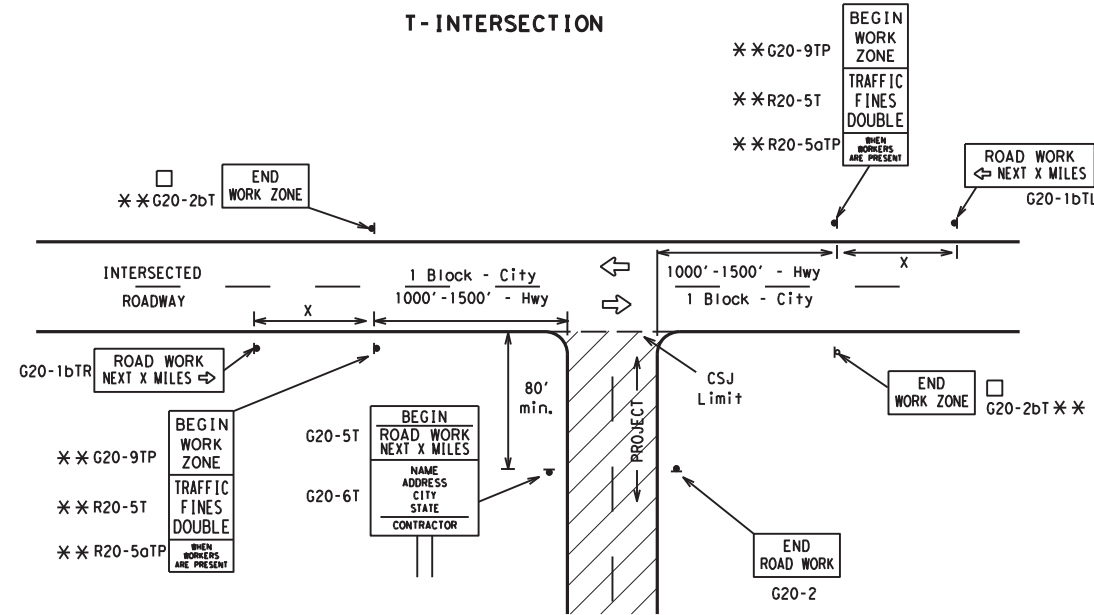 T-INTERSECTION
BEGIN
WORK
ZONE
TRAFFIC
FINES
DOUBLE
WHEN
WORKERS
ARE PRESENT
**G20-9TP
**R20-5T
**R20-5aTP
ROAD WORK
⇦ NEXT X MILES
G20-1bTL
END
WORK ZONE
□
**G20-2bT
INTERSECTED
ROADWAY
1 Block - City
1000'-1500' - Hwy
X
1000'-1500' - Hwy
1 Block - City
X
G20-1bTR
ROAD WORK
NEXT X MILES ⇨
80'
min.
CSJ
Limit
PROJECT
END
WORK ZONE
□
G20-2bT **
BEGIN
WORK
ZONE
TRAFFIC
FINES
DOUBLE
WHEN
WORKERS
ARE PRESENT
** G20-9TP
** R20-5T
** R20-5aTP
G20-5T
BEGIN
ROAD WORK
NEXT X MILES
G20-6T
NAME
ADDRESS
CITY
STATE
CONTRACTOR
END
ROAD WORK
G20-2